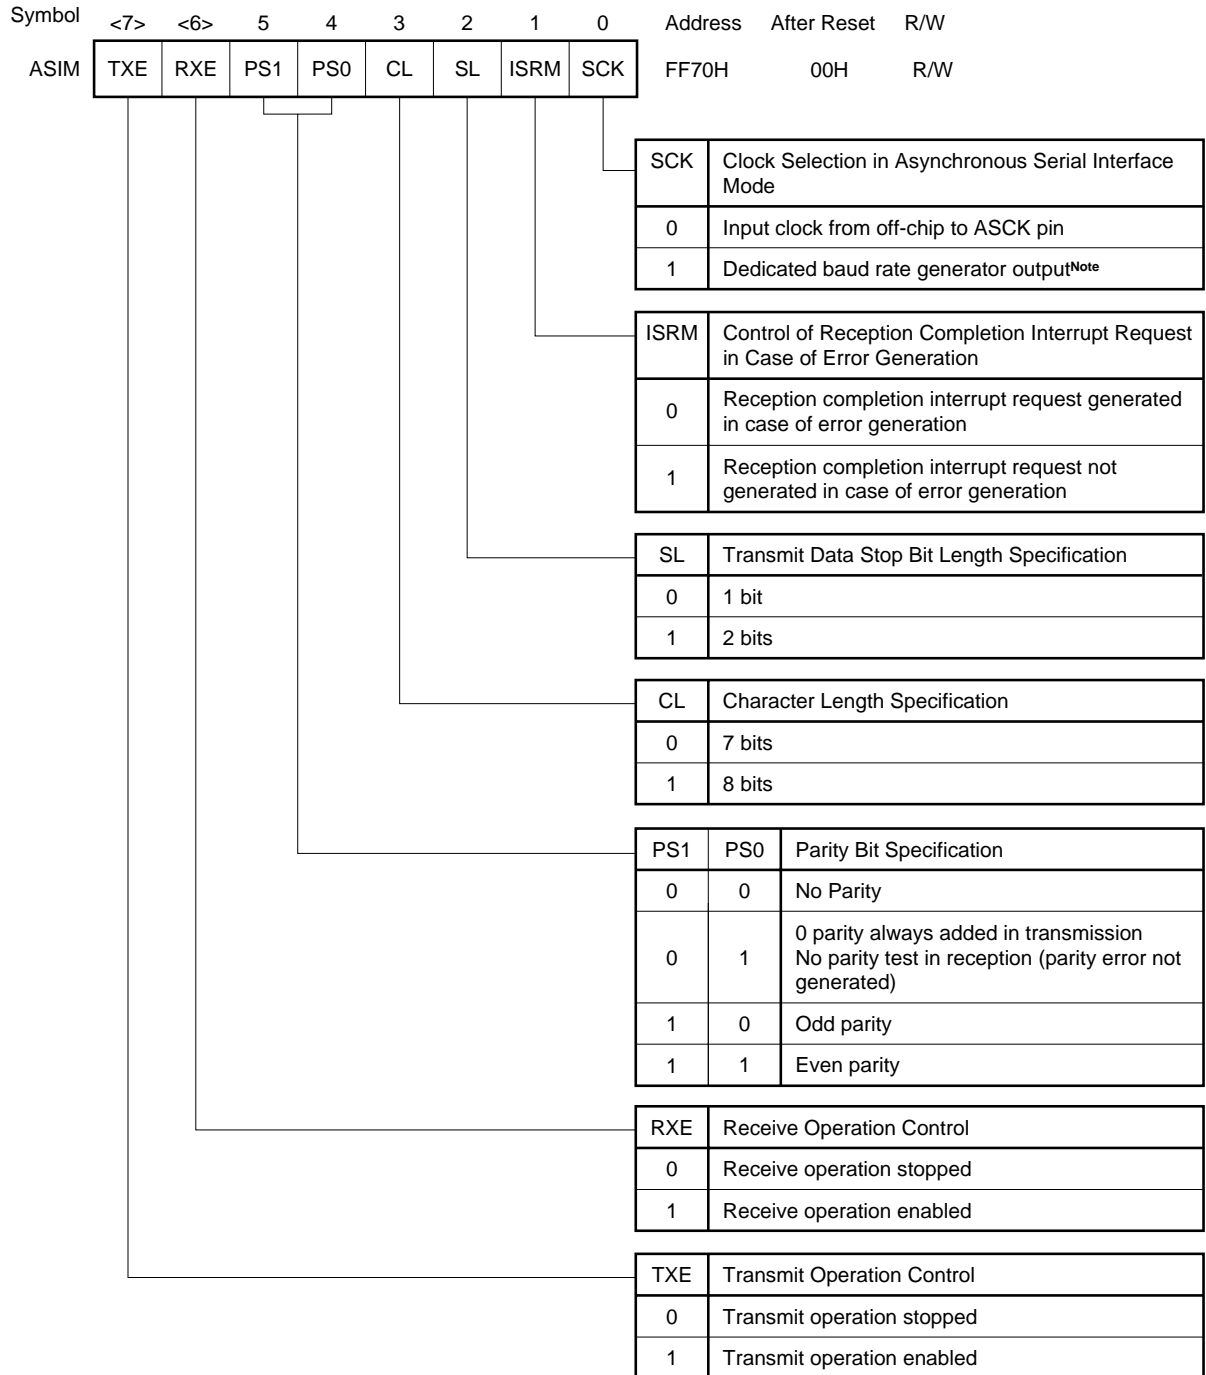 Symbol <7> <6> 5 4 3 2 1 0 Address After Reset R/W
ASIM TXE RXE PS1 PS0 CL SL ISRM SCK FF70H 00H R/W
SCK Clock Selection in Asynchronous Serial Interface
Mode
0 Input clock from off-chip to ASCK pin
1 Dedicated baud rate generator outputNote
ISRM Control of Reception Completion Interrupt Request
in Case of Error Generation
0 Reception completion interrupt request generated
in case of error generation
1 Reception completion interrupt request not
generated in case of error generation
SL Transmit Data Stop Bit Length Specification
0 1 bit
1 2 bits
CL Character Length Specification
0 7 bits
1 8 bits
PS1 PS0 Parity Bit Specification
0 0 No Parity
0 1 0 parity always added in transmission
No parity test in reception (parity error not
generated)
1 0 Odd parity
1 1 Even parity
RXE Receive Operation Control
0 Receive operation stopped
1 Receive operation enabled
TXE Transmit Operation Control
0 Transmit operation stopped
1 Transmit operation enabled